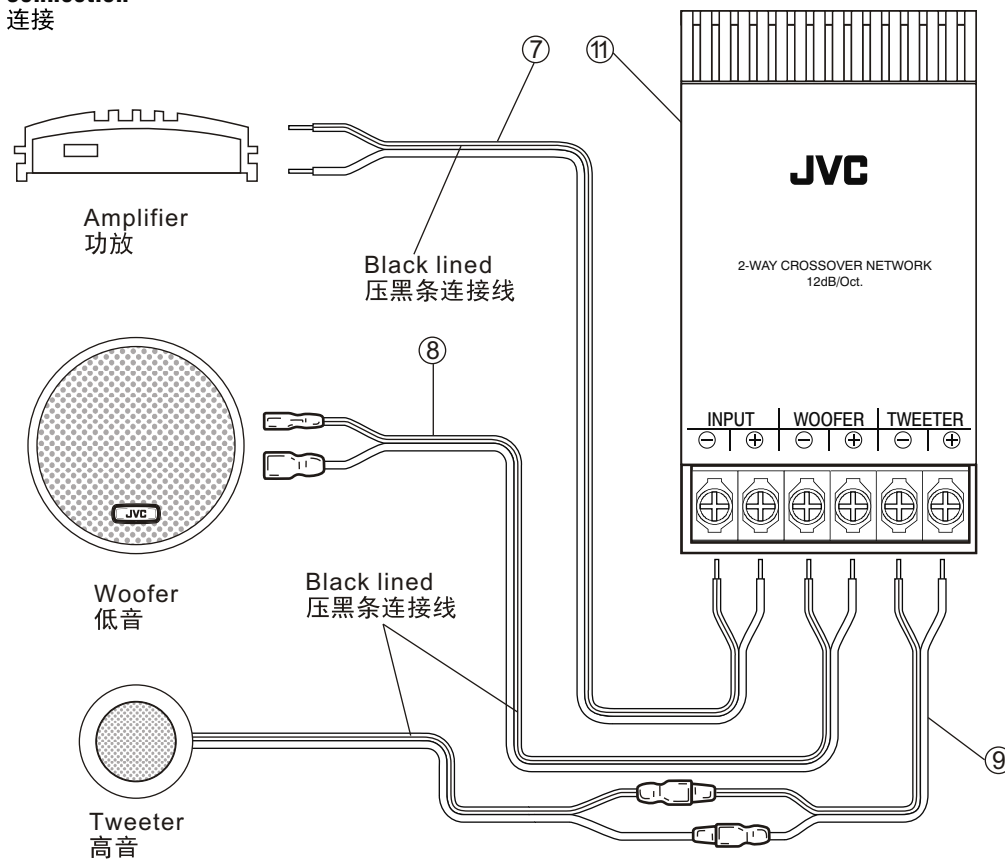 Connection
连接
⑦
⑪
JVC
2-WAY CROSSOVER NETWORK
12dB/Oct.
Amplifier
功放
Black lined
压黑条连接线
⑧
INPUT WOOFER TWEETER
⊖ ⊕ ⊖ ⊕ ⊖ ⊕
JVC
Woofer
低音
Black lined
压黑条连接线
⑨
Tweeter
高音